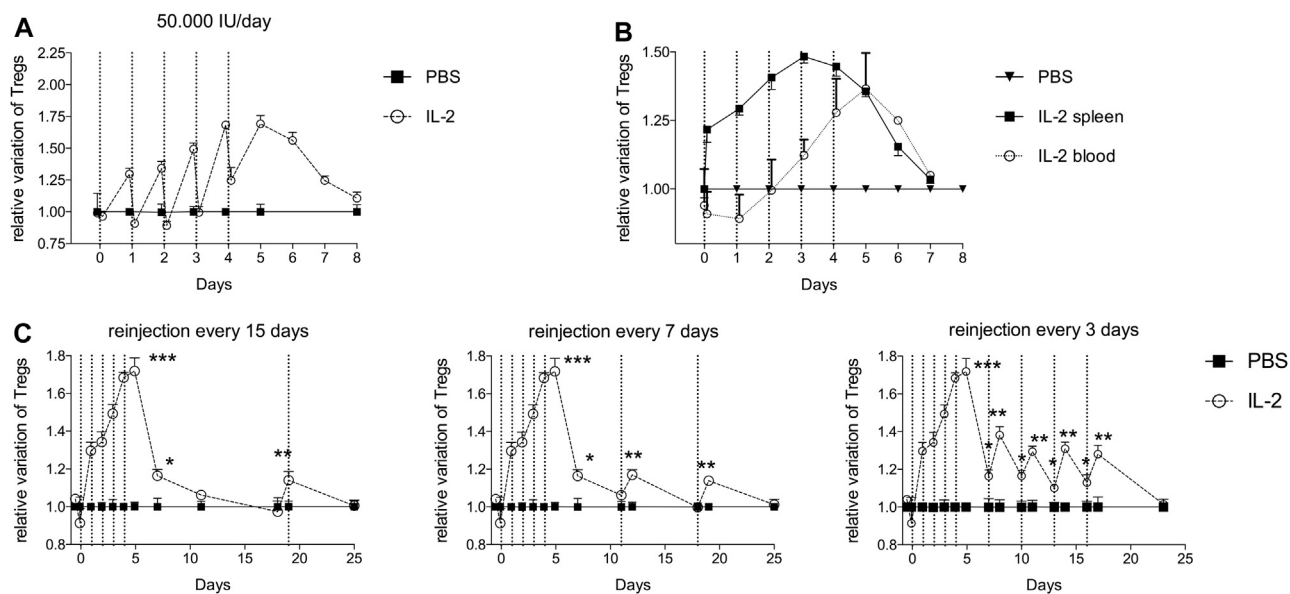 A
50.000 IU/day
relative variation of Tregs
2.25
2.00
1.75
1.50
1.25
1.00
0.75
0 1 2 3 4 5 6 7 8
Days
PBS
IL-2
B
relative variation of Tregs
1.50
1.25
1.00
0 1 2 3 4 5 6 7 8
Days
PBS
IL-2 spleen
IL-2 blood
C
reinjection every 15 days
relative variation of Tregs
1.8
1.6
1.4
1.2
1.0
0.8
***
*
**
0 5 10 15 20 25
Days
reinjection every 7 days
relative variation of Tregs
1.8
1.6
1.4
1.2
1.0
0.8
***
*
**
**
0 5 10 15 20 25
Days
reinjection every 3 days
relative variation of Tregs
1.8
1.6
1.4
1.2
1.0
0.8
***
*
**
*
**
*
**
*
**
0 5 10 15 20 25
Days
PBS
IL-2